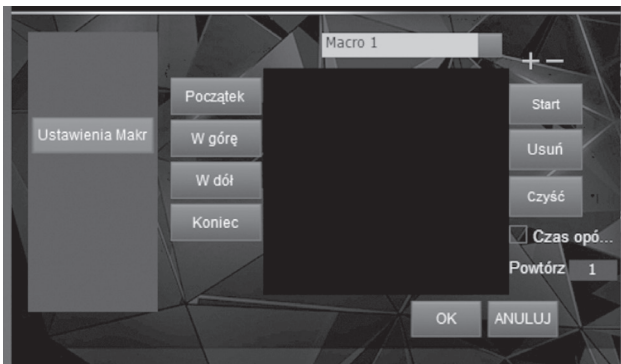 Macro 1
+ −
Początek
Start
Ustawienia Makr
W górę
Usuń
W dół
Czyść
Koniec
Czas opó...
Powtórz 1
OK
ANULUJ